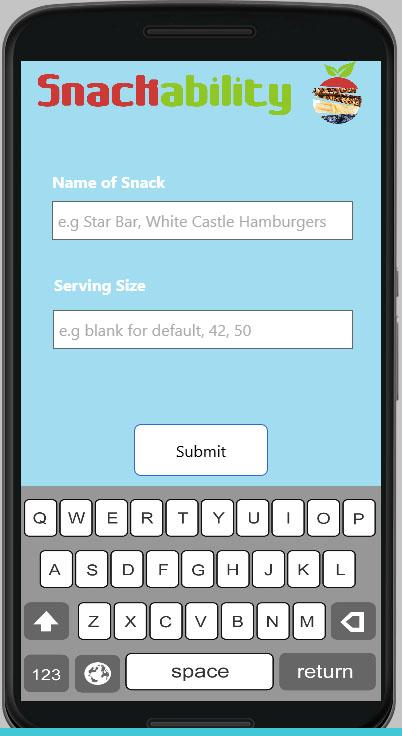 Snackability
Name of Snack
e.g Star Bar, White Castle Hamburgers
Serving Size
e.g blank for default, 42, 50
Submit
Q W E R T Y U I O P
A S D F G H J K L
Z X C V B N M
123 space return